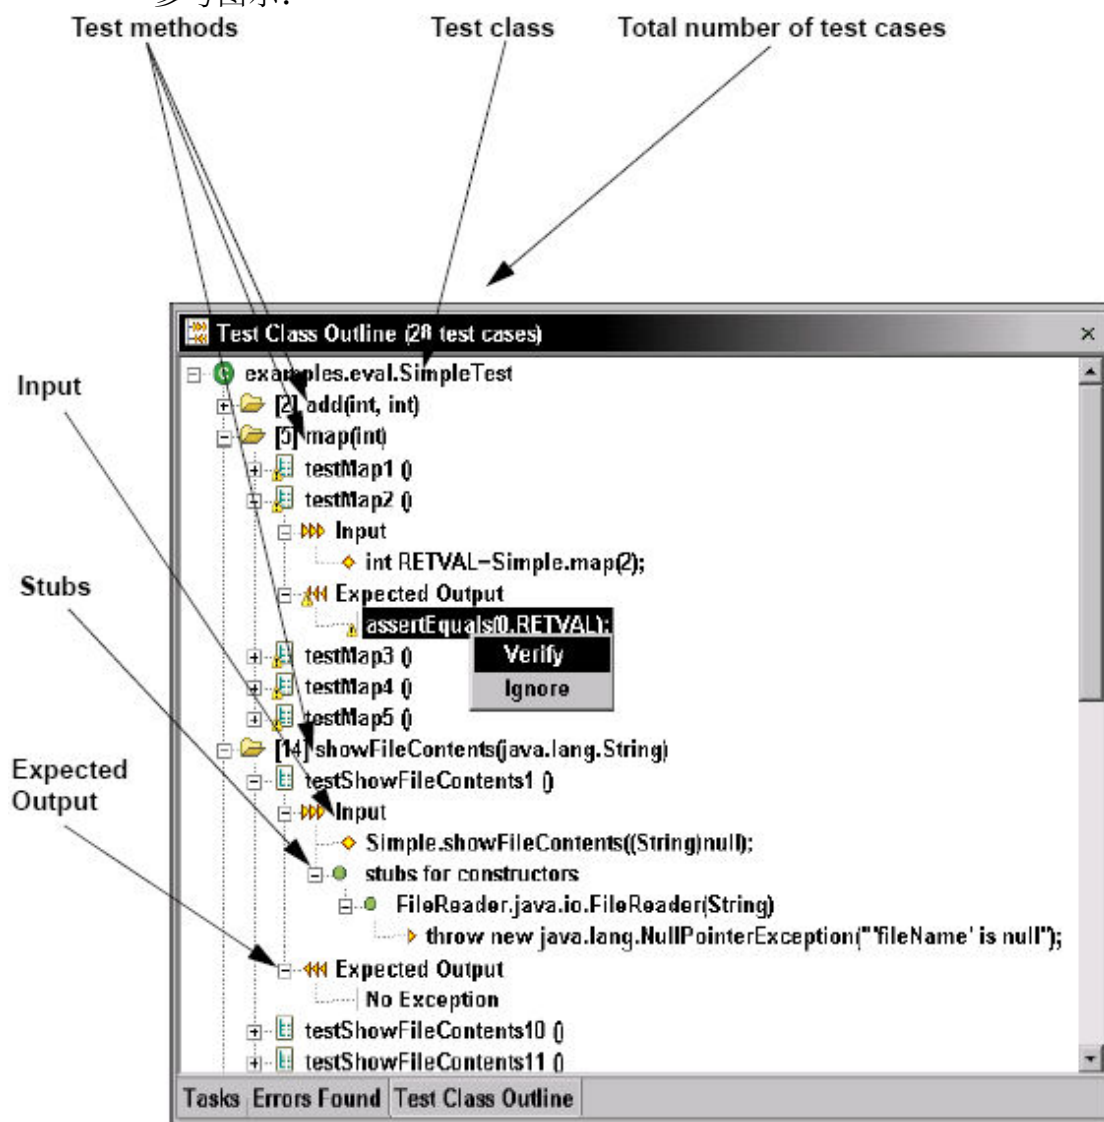 参考图示:
Test methods
Test class
Total number of test cases
Test Class Outline (28 test cases)
examples.eval.SimpleTest
[2] add(int, int)
[5] map(int)
testMap1 ()
testMap2 ()
Input
int RETVAL=Simple.map(2);
Expected Output
assertEquals(0,RETVAL);
Verify
Ignore
testMap3 ()
testMap4 ()
testMap5 ()
[14] showFileContents(java.lang.String)
testShowFileContents1 ()
Input
Simple.showFileContents((String)null);
stubs for constructors
FileReader.java.io.FileReader(String)
throw new java.lang.NullPointerException("'fileName' is null");
Expected Output
No Exception
testShowFileContents10 ()
testShowFileContents11 ()
Tasks
Errors Found
Test Class Outline
Input
Stubs
Expected
Output